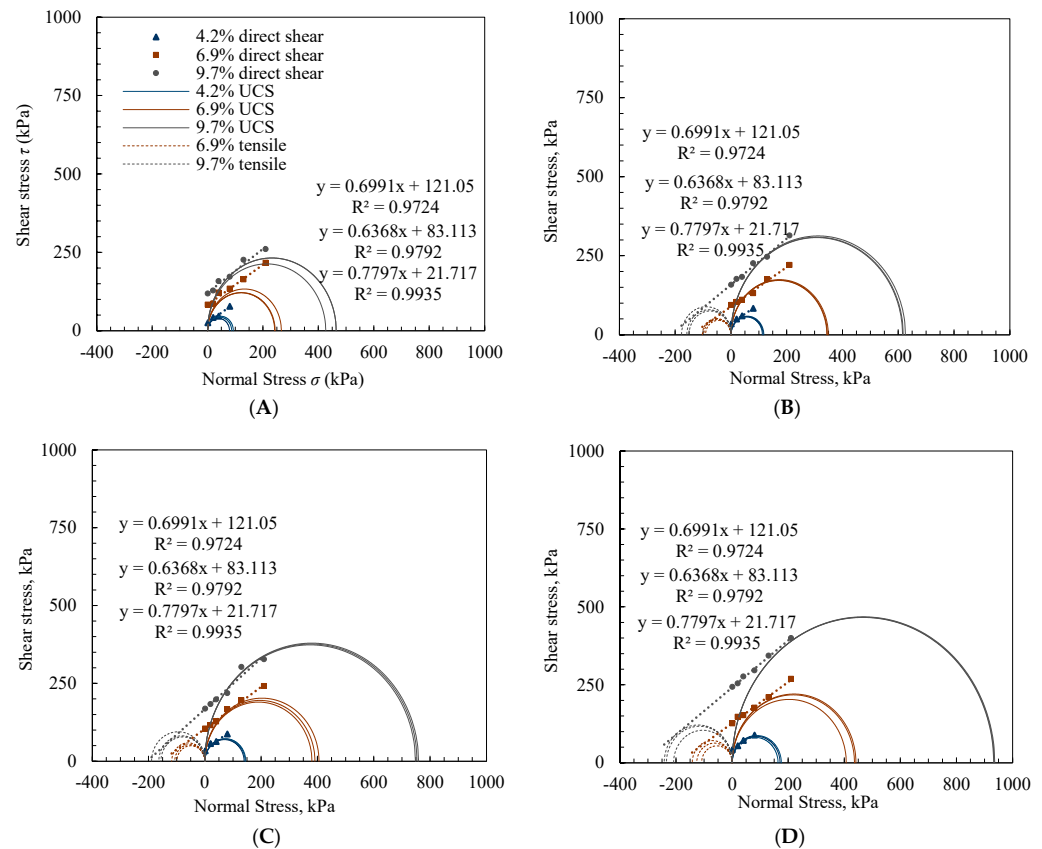 1000
750
500
250
0
Shear stress τ (kPa)
4.2% direct shear
6.9% direct shear
9.7% direct shear
4.2% UCS
6.9% UCS
9.7% UCS
6.9% tensile
9.7% tensile
y = 0.6991x + 121.05
R² = 0.9724
y = 0.6368x + 83.113
R² = 0.9792
y = 0.7797x + 21.717
R² = 0.9935
-400 -200 0 200 400 600 800 1000
Normal Stress σ (kPa)
(A)
1000
750
500
250
0
Shear stress, kPa
y = 0.6991x + 121.05
R² = 0.9724
y = 0.6368x + 83.113
R² = 0.9792
y = 0.7797x + 21.717
R² = 0.9935
-400 -200 0 200 400 600 800 1000
Normal Stress, kPa
(B)
1000
750
500
250
0
Shear stress, kPa
y = 0.6991x + 121.05
R² = 0.9724
y = 0.6368x + 83.113
R² = 0.9792
y = 0.7797x + 21.717
R² = 0.9935
-400 -200 0 200 400 600 800 1000
Normal Stress, kPa
(C)
1000
750
500
250
0
Shear stress, kPa
y = 0.6991x + 121.05
R² = 0.9724
y = 0.6368x + 83.113
R² = 0.9792
y = 0.7797x + 21.717
R² = 0.9935
-400 -200 0 200 400 600 800 1000
Normal Stress, kPa
(D)